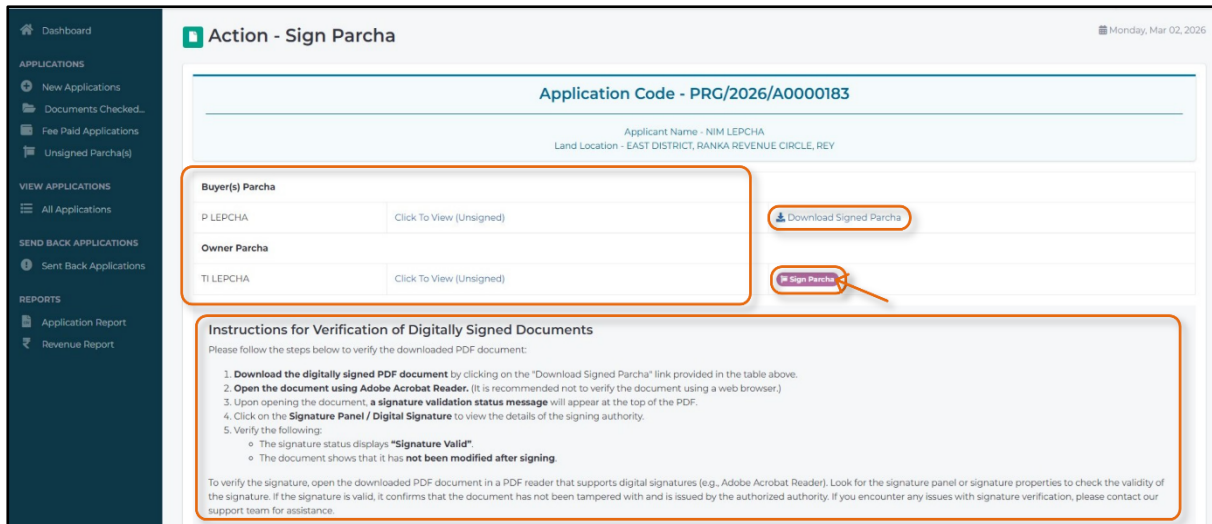 Dashboard
APPLICATIONS
New Applications
Documents Checked...
Fee Paid Applications
Unsigned Parcha(s)
VIEW APPLICATIONS
All Applications
SEND BACK APPLICATIONS
Sent Back Applications
REPORTS
Application Report
Revenue Report
Action - Sign Parcha
Monday, Mar 02, 2026
Application Code - PRG/2026/A0000183
Applicant Name - NIM LEPCHA
Land Location - EAST DISTRICT, RANKA REVENUE CIRCLE, REY
Buyer(s) Parcha
P LEPCHA Click To View (Unsigned) Download Signed Parcha
Owner Parcha
TI LEPCHA Click To View (Unsigned) Sign Parcha
Instructions for Verification of Digitally Signed Documents
Please follow the steps below to verify the downloaded PDF document:
1. Download the digitally signed PDF document by clicking on the "Download Signed Parcha" link provided in the table above.
2. Open the document using Adobe Acrobat Reader. (It is recommended not to verify the document using a web browser.)
3. Upon opening the document, a signature validation status message will appear at the top of the PDF.
4. Click on the Signature Panel / Digital Signature to view the details of the signing authority.
5. Verify the following:
The signature status displays “Signature Valid”.
The document shows that it has not been modified after signing.
To verify the signature, open the downloaded PDF document in a PDF reader that supports digital signatures (e.g., Adobe Acrobat Reader). Look for the signature panel or signature properties to check the validity of
the signature. If the signature is valid, it confirms that the document has not been tampered with and is issued by the authorized authority. If you encounter any issues with signature verification, please contact our
support team for assistance.